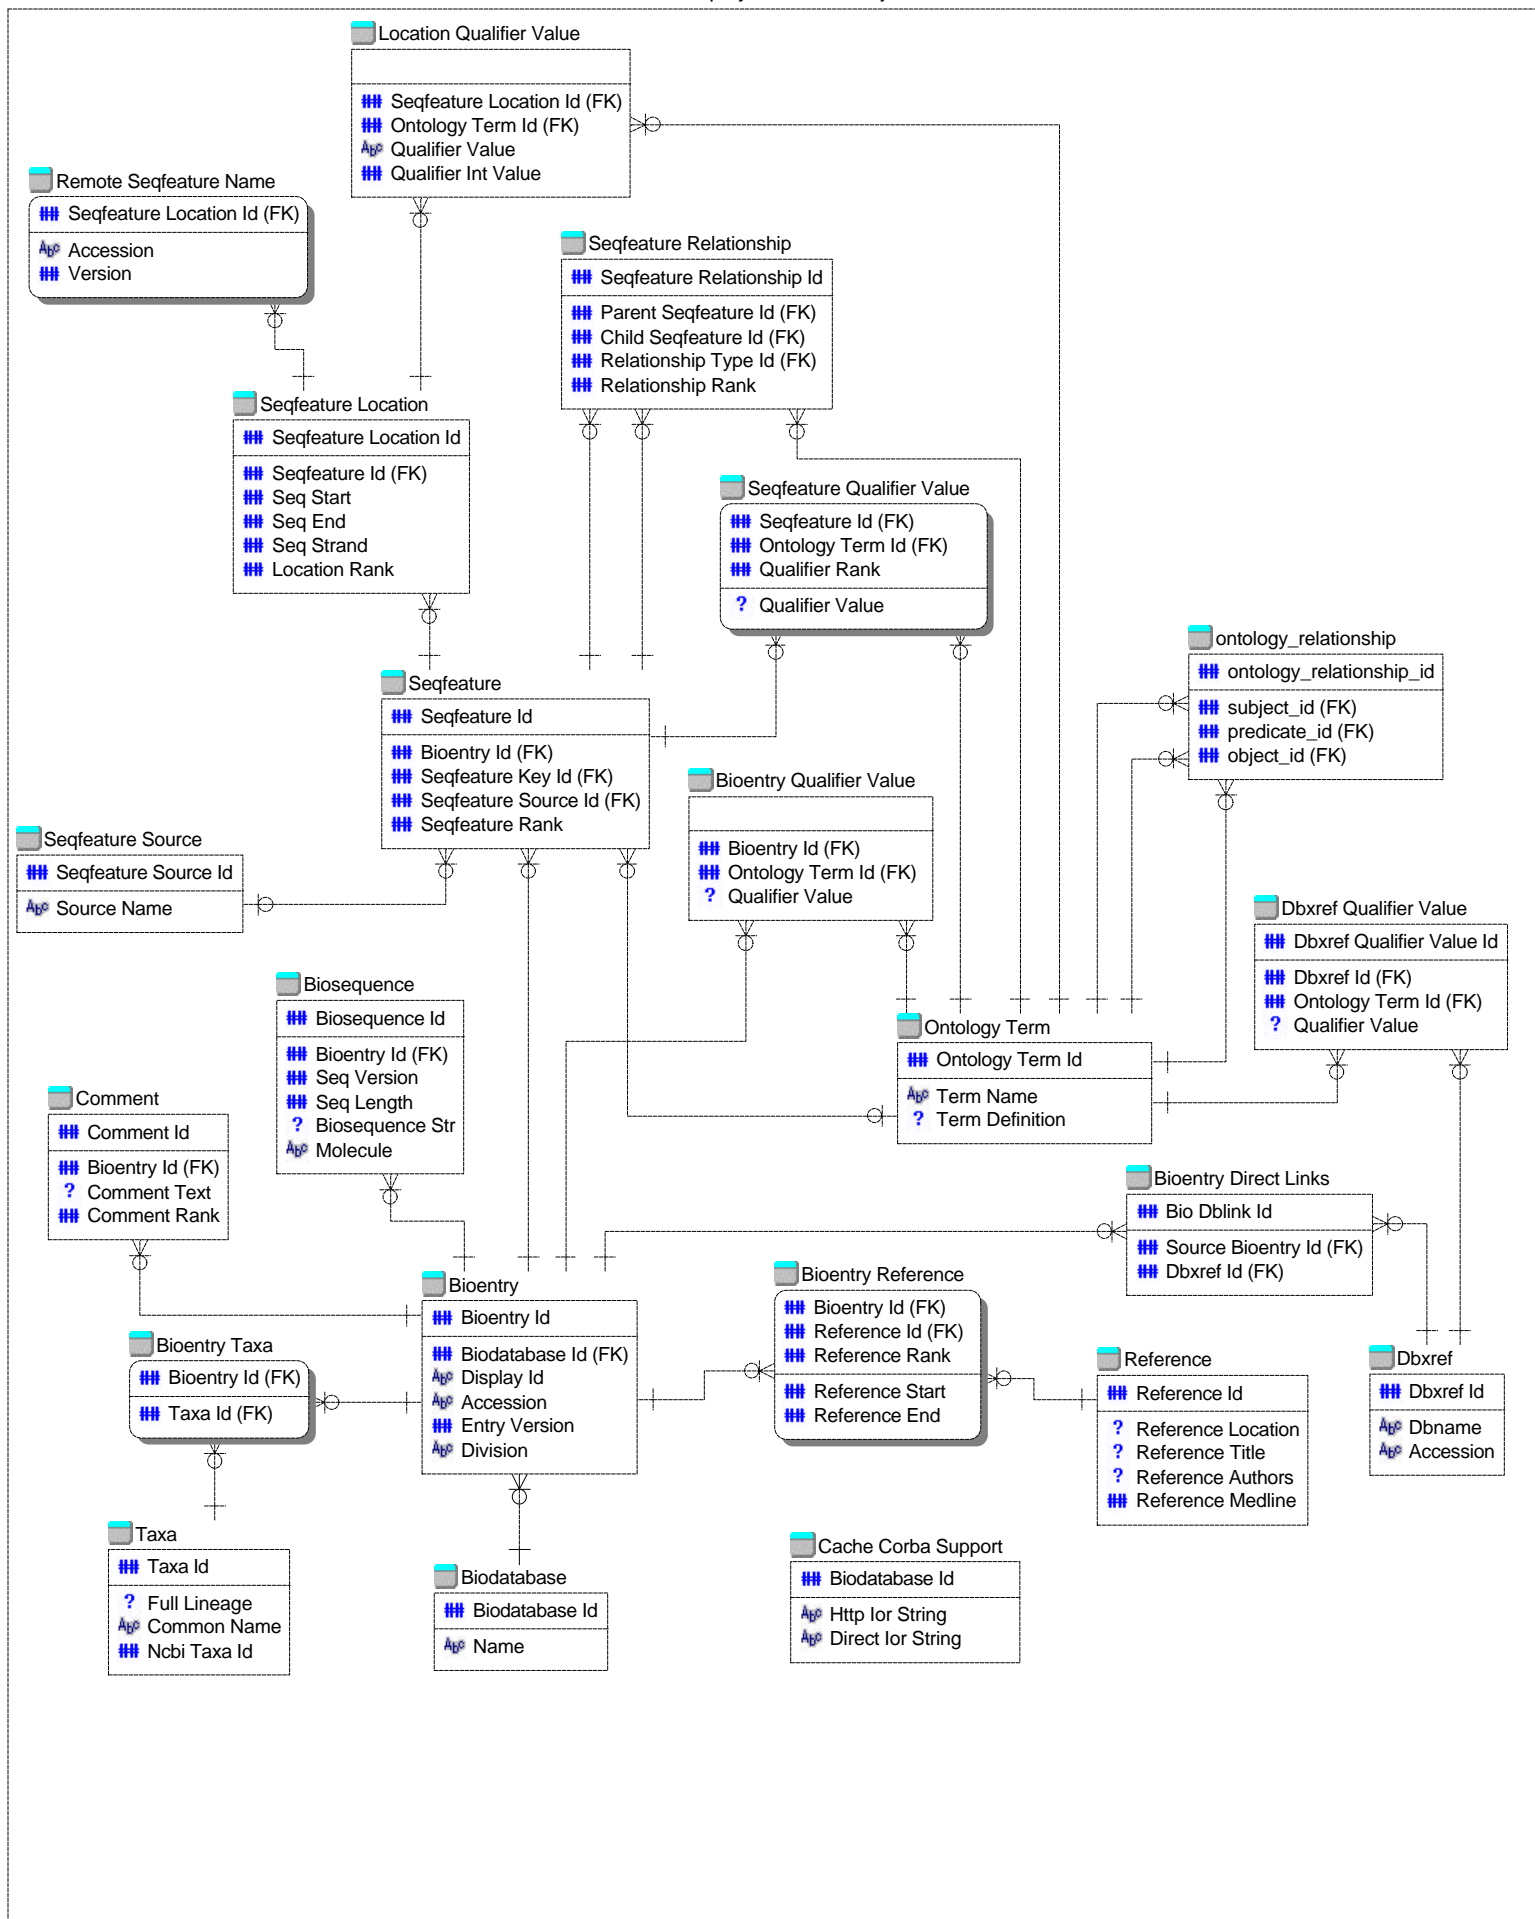 Location Qualifier Value
Seqfeature Location Id (FK)
Ontology Term Id (FK)
Qualifier Value
Qualifier Int Value
Remote Seqfeature Name
Seqfeature Location Id (FK)
Accession
Version
Seqfeature Relationship
Seqfeature Relationship Id
Parent Seqfeature Id (FK)
Child Seqfeature Id (FK)
Relationship Type Id (FK)
Relationship Rank
Seqfeature Location
Seqfeature Location Id
Seqfeature Id (FK)
Seq Start
Seq End
Seq Strand
Location Rank
Seqfeature Qualifier Value
Seqfeature Id (FK)
Ontology Term Id (FK)
Qualifier Rank
Qualifier Value
ontology_relationship
ontology_relationship_id
subject_id (FK)
predicate_id (FK)
object_id (FK)
Seqfeature
Seqfeature Id
Bioentry Id (FK)
Seqfeature Key Id (FK)
Seqfeature Source Id (FK)
Seqfeature Rank
Bioentry Qualifier Value
Bioentry Id (FK)
Ontology Term Id (FK)
Qualifier Value
Seqfeature Source
Seqfeature Source Id
Source Name
Dbxref Qualifier Value
Dbxref Qualifier Value Id
Dbxref Id (FK)
Ontology Term Id (FK)
Qualifier Value
Biosequence
Biosequence Id
Bioentry Id (FK)
Seq Version
Seq Length
Biosequence Str
Molecule
Ontology Term
Ontology Term Id
Term Name
Term Definition
Comment
Comment Id
Bioentry Id (FK)
Comment Text
Comment Rank
Bioentry Direct Links
Bio Dblink Id
Source Bioentry Id (FK)
Dbxref Id (FK)
Bioentry
Bioentry Id
Biodatabase Id (FK)
Display Id
Accession
Entry Version
Division
Bioentry Reference
Bioentry Id (FK)
Reference Id (FK)
Reference Rank
Reference Start
Reference End
Bioentry Taxa
Bioentry Id (FK)
Taxa Id (FK)
Reference
Reference Id
Reference Location
Reference Title
Reference Authors
Reference Medline
Dbxref
Dbxref Id
Dbname
Accession
Taxa
Taxa Id
Full Lineage
Common Name
Ncbi Taxa Id
Biodatabase
Biodatabase Id
Name
Cache Corba Support
Biodatabase Id
Http Ior String
Direct Ior String